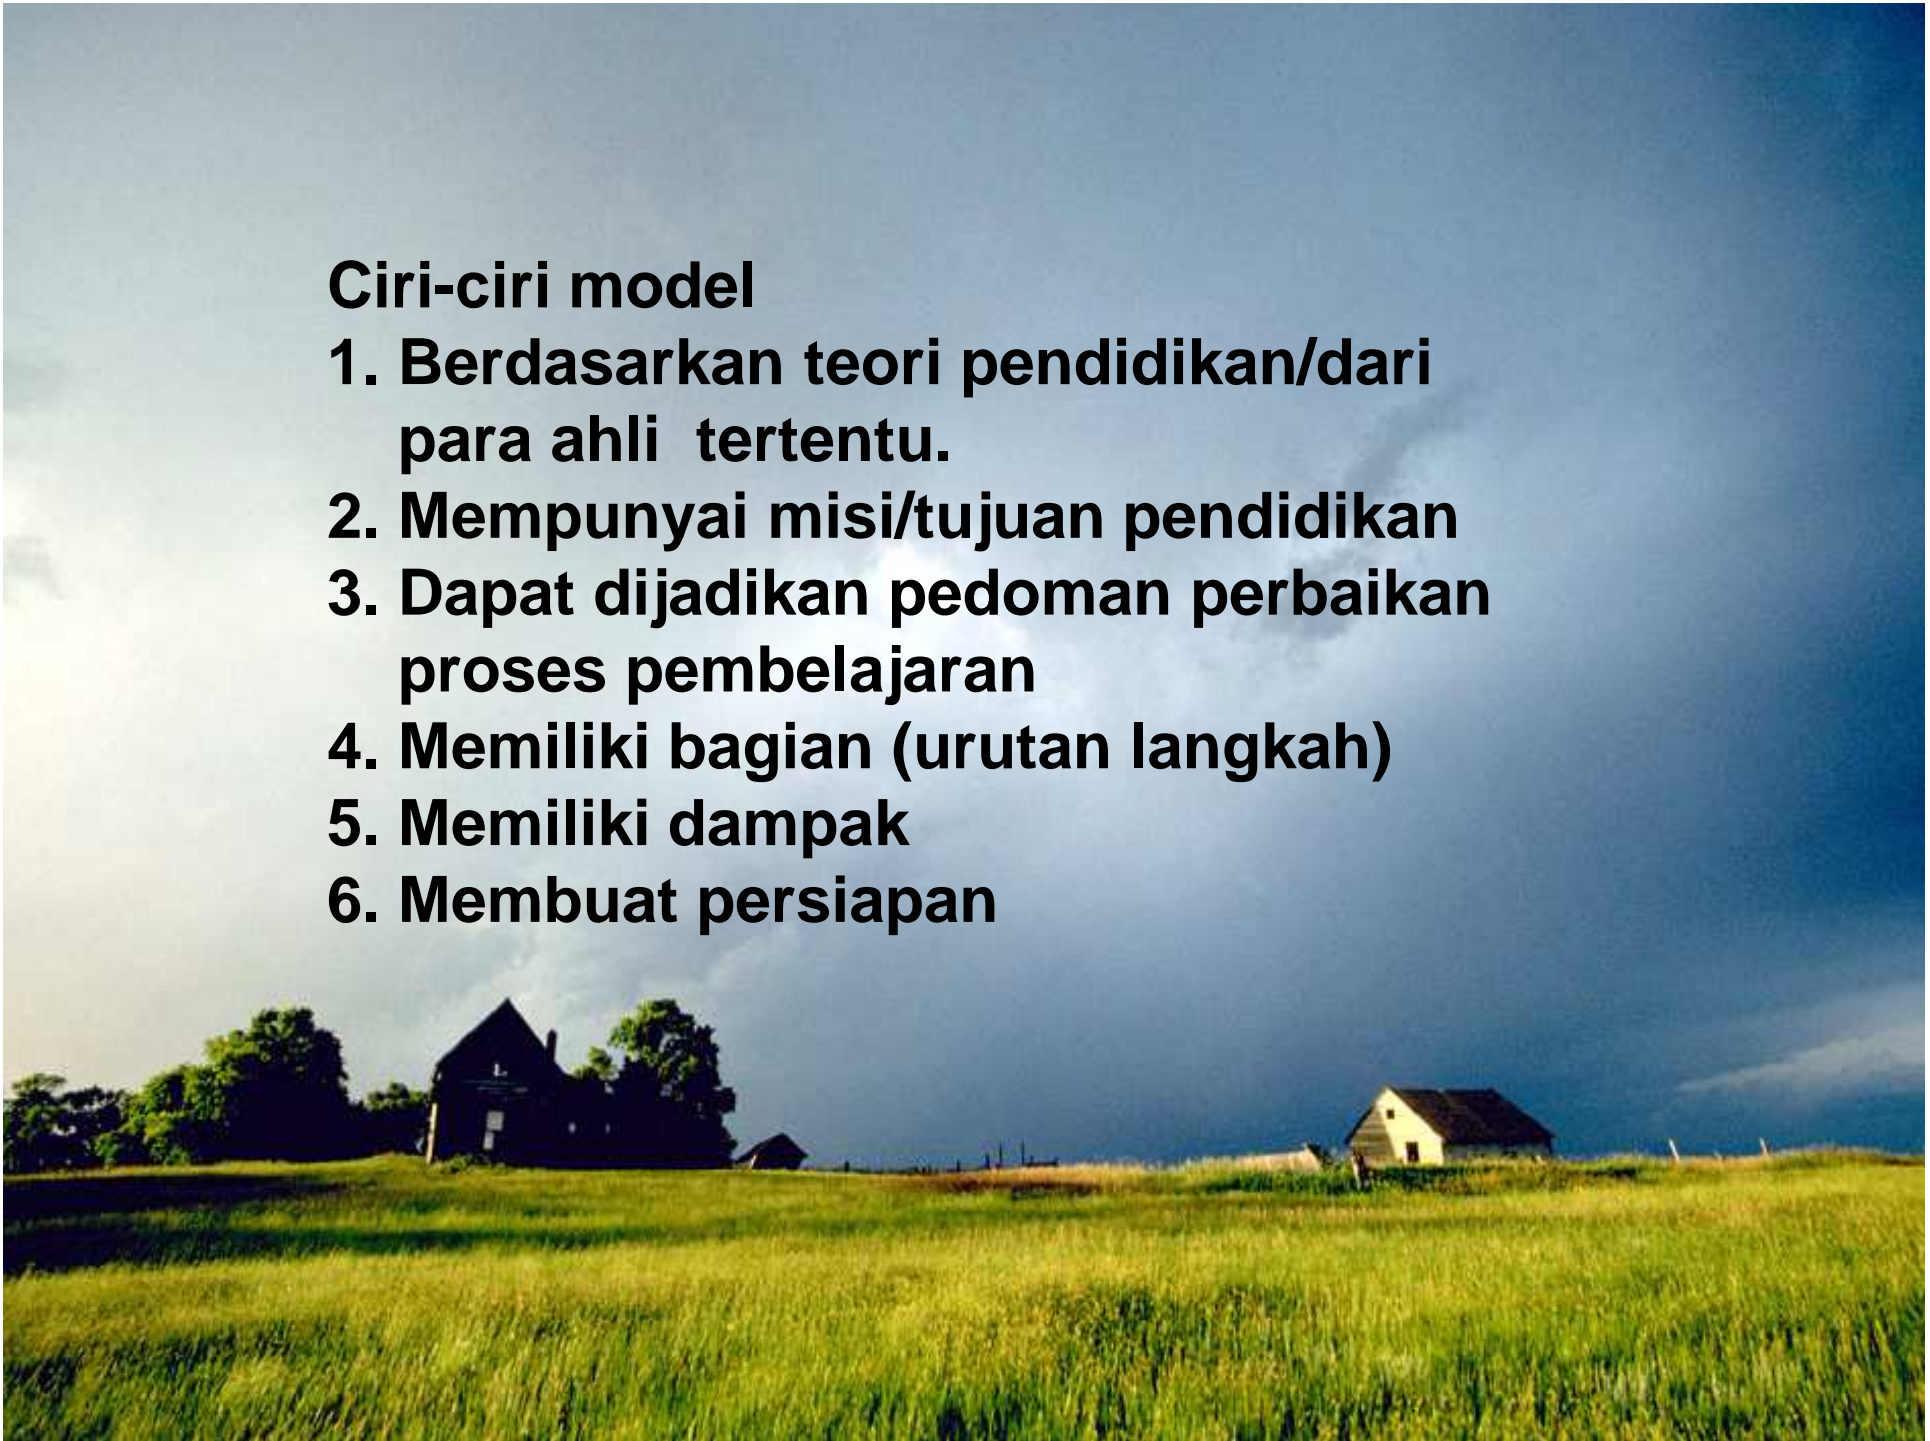 Ciri-ciri model
1. Berdasarkan teori pendidikan/dari
para ahli  tertentu.
2. Mempunyai misi/tujuan pendidikan
3. Dapat dijadikan pedoman perbaikan
proses pembelajaran
4. Memiliki bagian (urutan langkah)
5. Memiliki dampak
6. Membuat persiapan